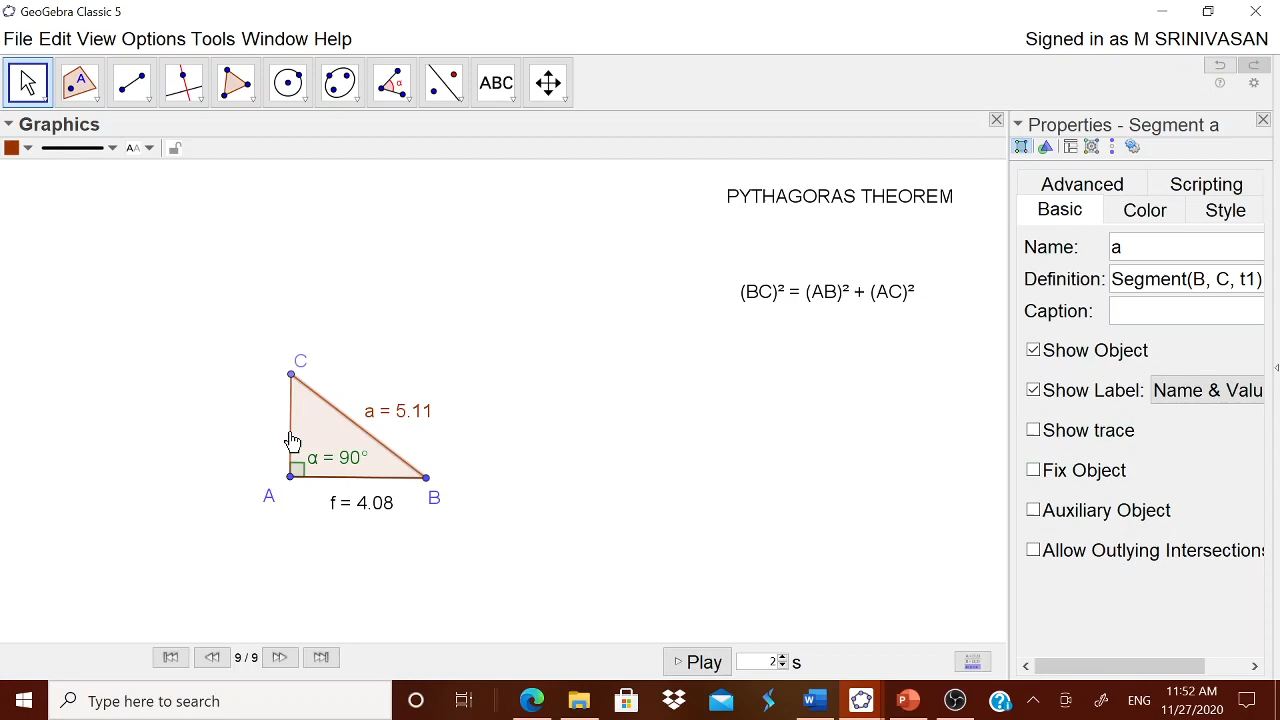 GeoGebra Classic 5
File Edit View Options Tools Window Help
Signed in as M SRINIVASAN
A
α
ABC
Graphics
AA
Properties - Segment a
Advanced
Scripting
Basic
Color
Style
Name:
a
Definition:
Segment(B, C, t1)
Caption:
Show Object
Show Label:
Name & Valu
Show trace
Fix Object
Auxiliary Object
Allow Outlying Intersections
PYTHAGORAS THEOREM
(BC)² = (AB)² + (AC)²
C
a = 5.11
α = 90°
A
B
f = 4.08
9 / 9
Play
2
s
Type here to search
ENG
11:52 AM
11/27/2020